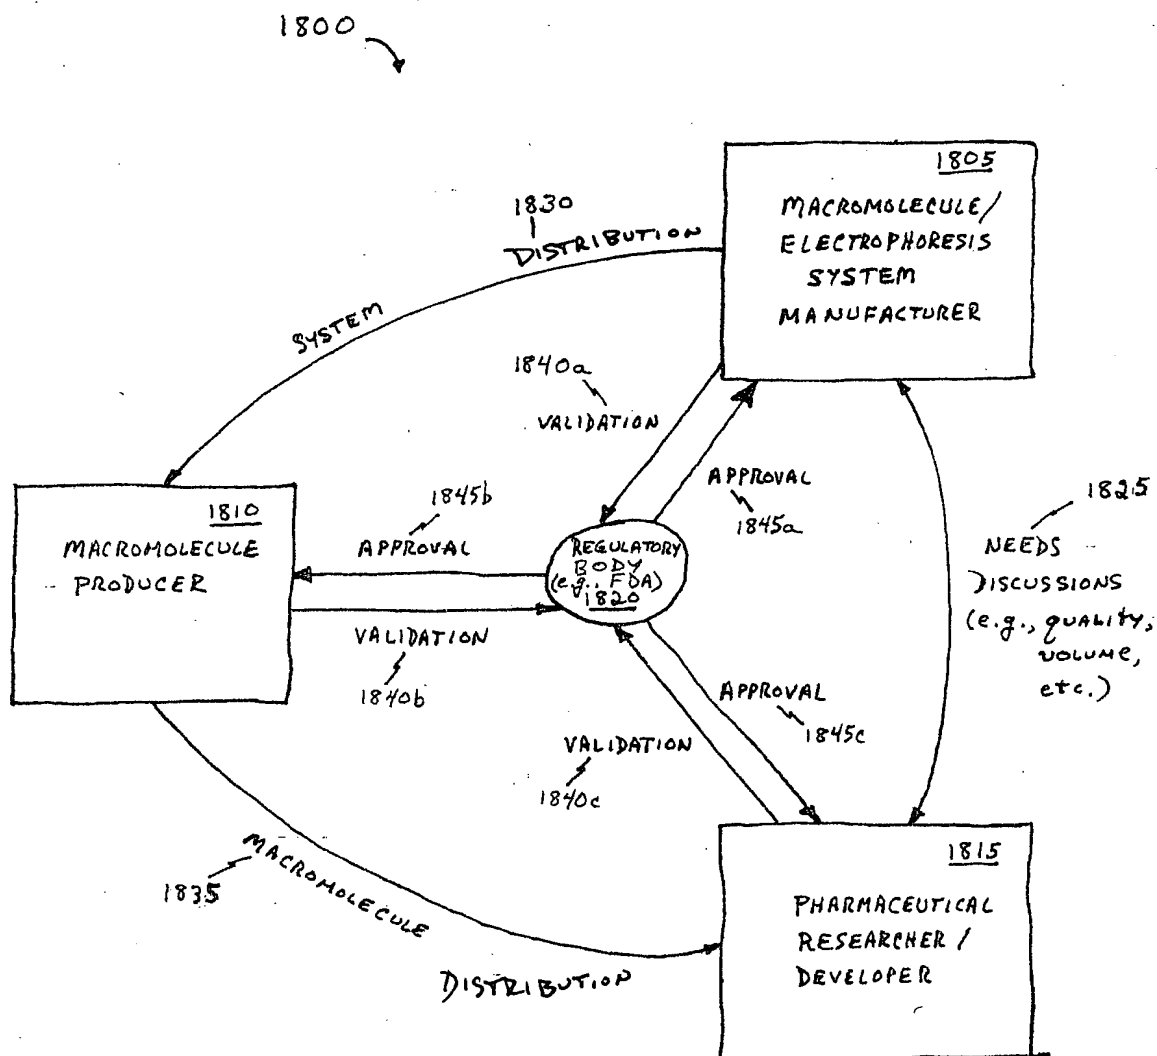 1800
1805
MACROMOLECULE/
ELECTROPHORESIS
SYSTEM
MANUFACTURER
1830
SYSTEM DISTRIBUTION
1840a
VALIDATION
APPROVAL
1845a
1825
NEEDS
DISCUSSIONS
(e.g., QUALITY,
VOLUME,
etc.)
1810
MACROMOLECULE
PRODUCER
1845b
APPROVAL
VALIDATION
1840b
REGULATORY
BODY
(e.g., FDA)
1820
APPROVAL
1845c
VALIDATION
1840c
1835
MACROMOLECULE
DISTRIBUTION
1815
PHARMACEUTICAL
RESEARCHER/
DEVELOPER